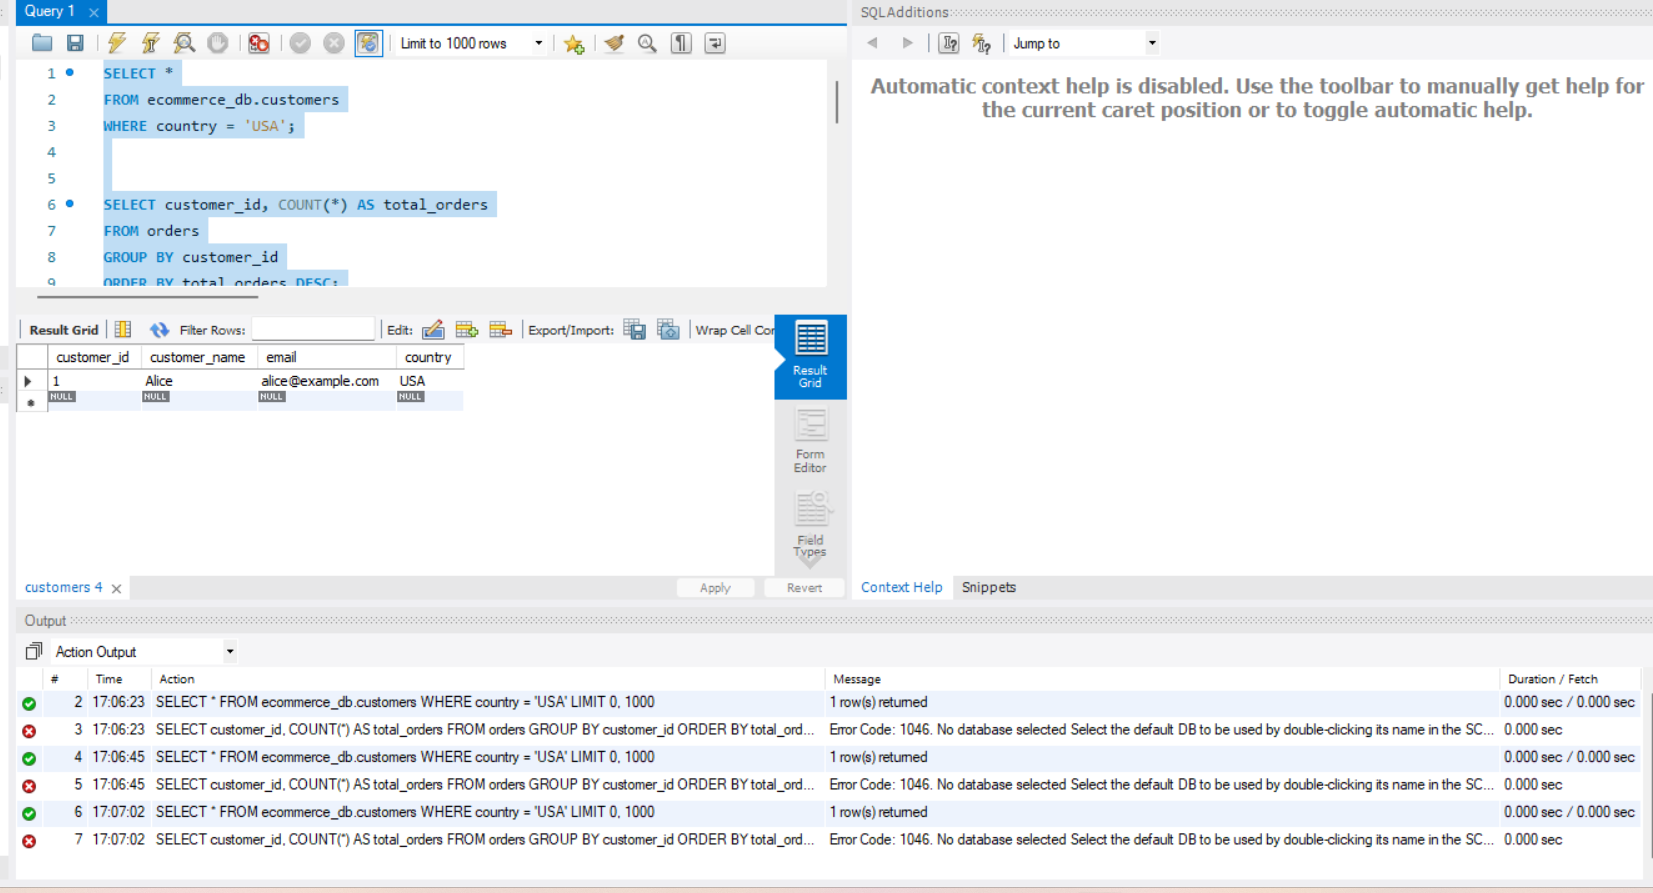 Query 1
SQLAdditions
Limit to 1000 rows
Jump to
1 SELECT *
2 FROM ecommerce_db.customers
3 WHERE country = 'USA';
4
5
6 SELECT customer_id, COUNT(*) AS total_orders
7 FROM orders
8 GROUP BY customer_id
9 ORDER BY total_orders DESC;
Automatic context help is disabled. Use the toolbar to manually get help for
the current caret position or to toggle automatic help.
Result Grid Filter Rows: Edit: Export/Import: Wrap Cell Cor
customer_id customer_name email country
1 Alice alice@example.com USA
NULL NULL NULL NULL
Result
Grid
Form
Editor
Field
Types
customers 4
Apply Revert
Context Help Snippets
Output
Action Output
# Time Action Message Duration / Fetch
2 17:06:23 SELECT * FROM ecommerce_db.customers WHERE country = 'USA' LIMIT 0, 1000 1 row(s) returned 0.000 sec / 0.000 sec
3 17:06:23 SELECT customer_id, COUNT(*) AS total_orders FROM orders GROUP BY customer_id ORDER BY total_ord... Error Code: 1046. No database selected Select the default DB to be used by double-clicking its name in the SC... 0.000 sec
4 17:06:45 SELECT * FROM ecommerce_db.customers WHERE country = 'USA' LIMIT 0, 1000 1 row(s) returned 0.000 sec / 0.000 sec
5 17:06:45 SELECT customer_id, COUNT(*) AS total_orders FROM orders GROUP BY customer_id ORDER BY total_ord... Error Code: 1046. No database selected Select the default DB to be used by double-clicking its name in the SC... 0.000 sec
6 17:07:02 SELECT * FROM ecommerce_db.customers WHERE country = 'USA' LIMIT 0, 1000 1 row(s) returned 0.000 sec / 0.000 sec
7 17:07:02 SELECT customer_id, COUNT(*) AS total_orders FROM orders GROUP BY customer_id ORDER BY total_ord... Error Code: 1046. No database selected Select the default DB to be used by double-clicking its name in the SC... 0.000 sec